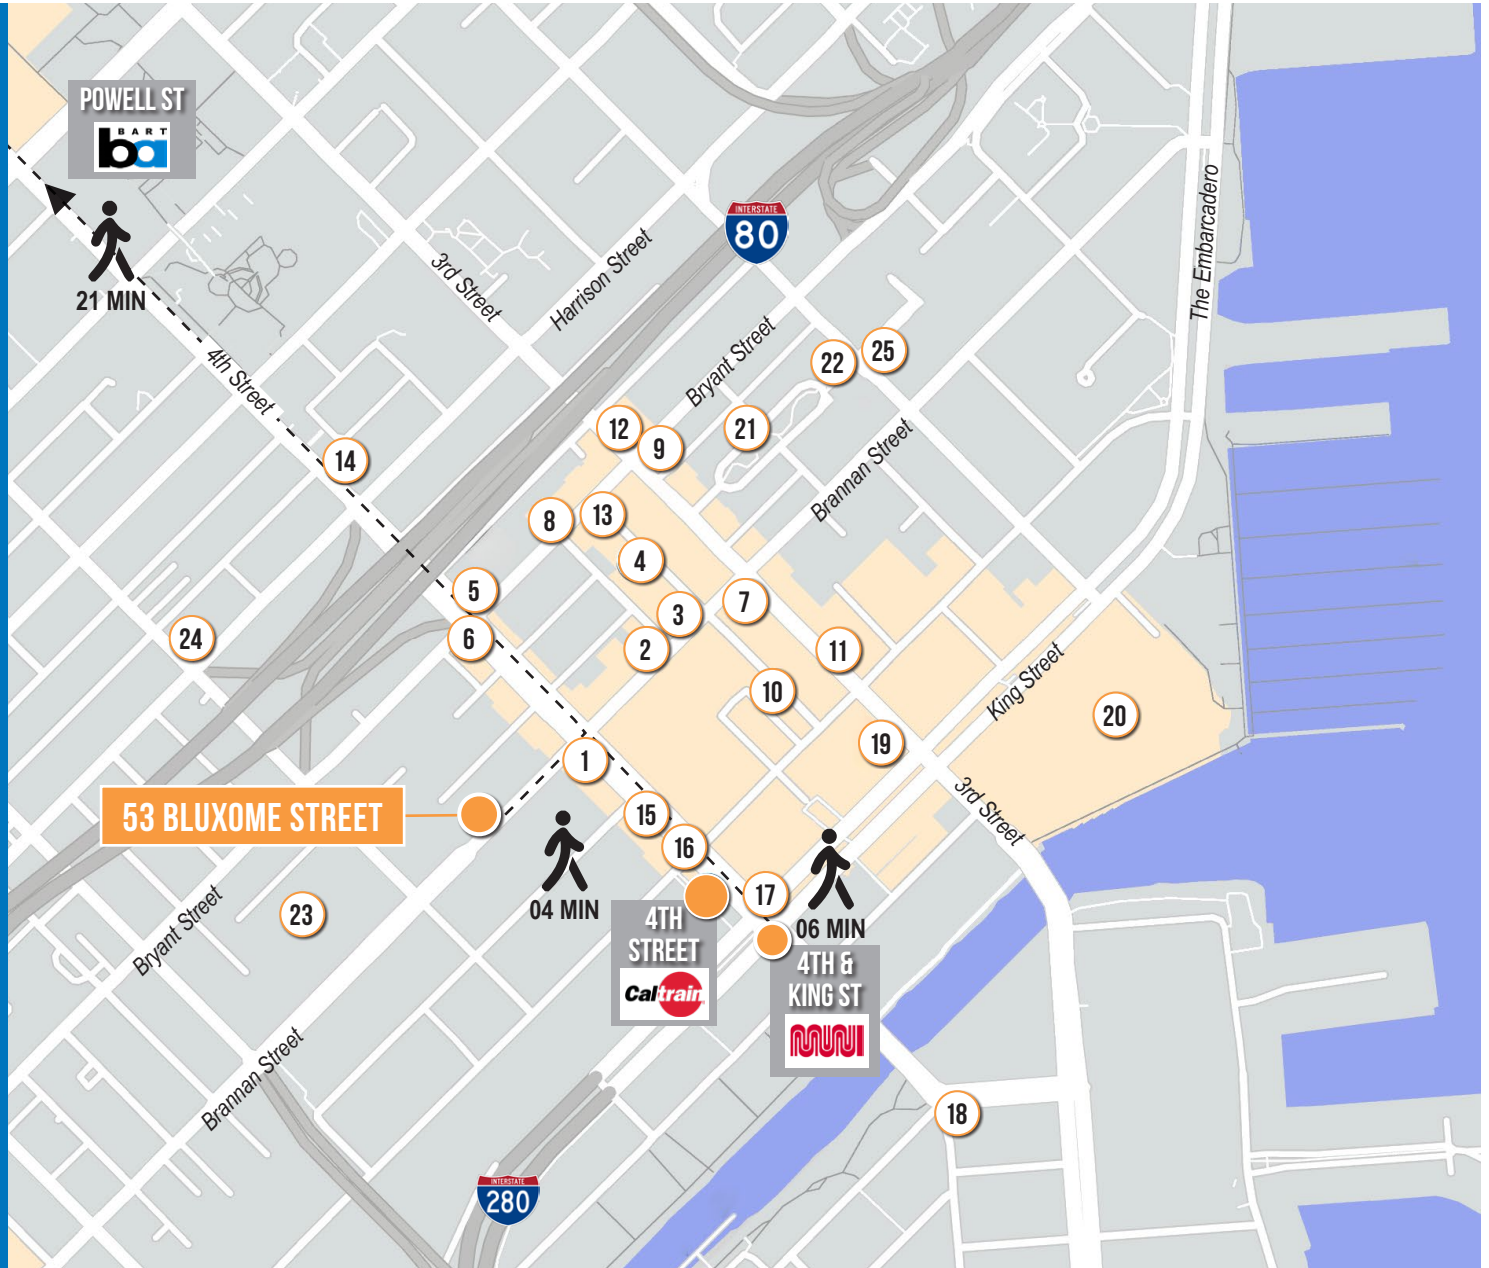 POWELL ST
BART
ba
21 MIN
INTERSTATE
80
The Embarcadero
3rd Street
Harrison Street
Bryant Street
4th Street
22
25
12
9
21
14
Brannan Street
8
13
4
5
7
3
24
6
2
11
10
King Street
20
19
1
3rd Street
53 BLUXOME STREET
15
16
17
23
04 MIN
06 MIN
Bryant Street
4TH
STREET
Caltrain
4TH &
KING ST
MUNI
Brannan Street
18
INTERSTATE
280